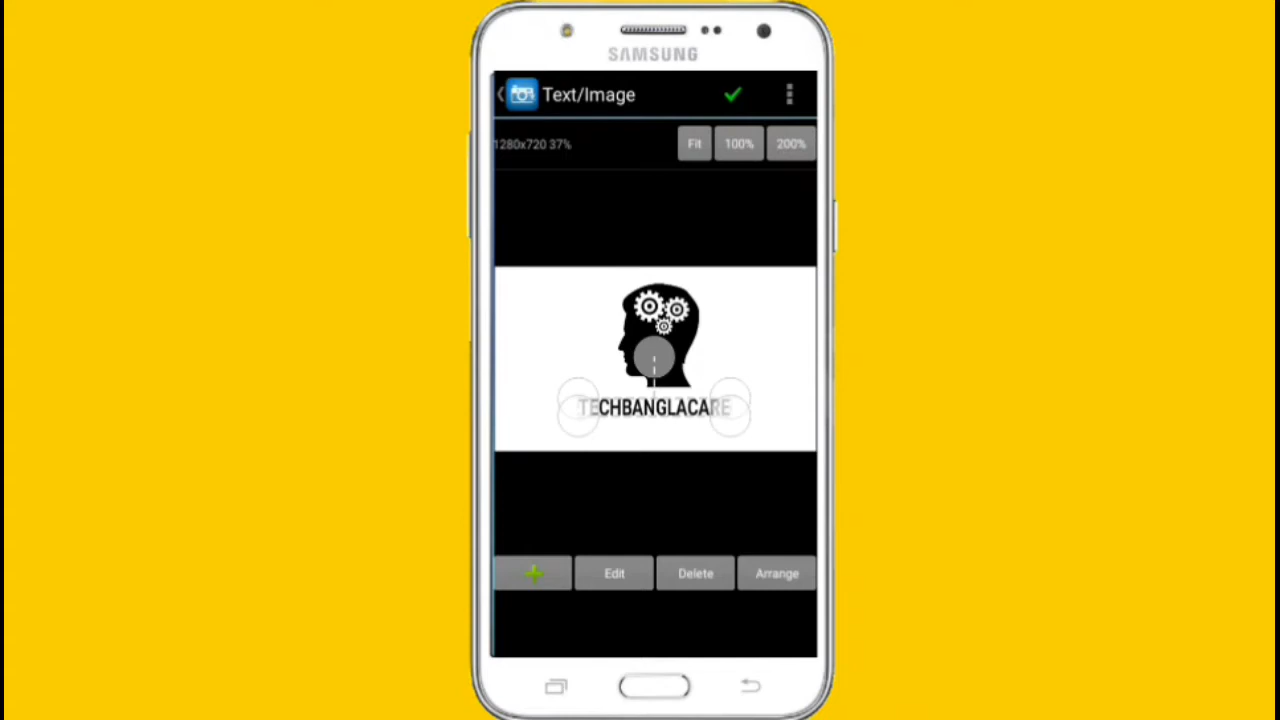 SAMSUNG
Text/Image
1280x720 37%
Fit
100%
200%
TECHBANGLACARE
Edit
Delete
Arrange